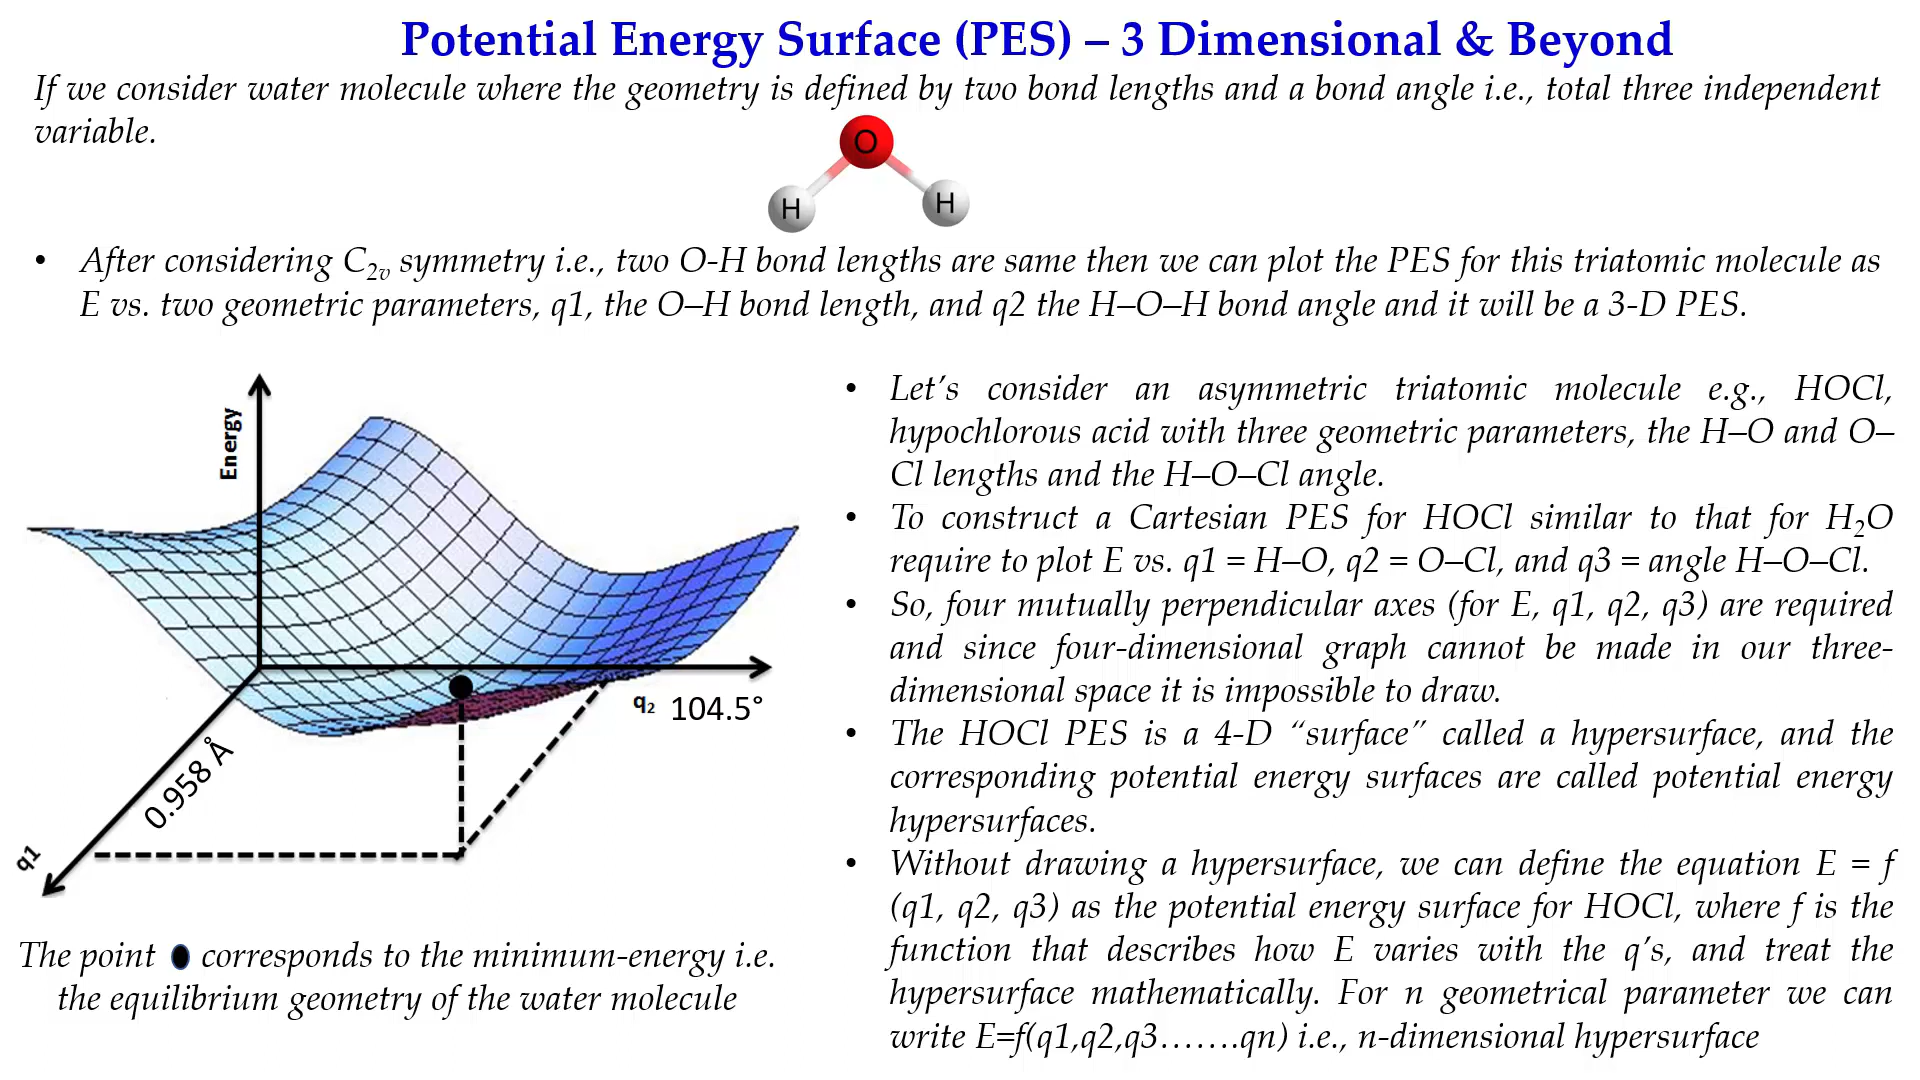 Potential Energy Surface (PES) – 3 Dimensional & Beyond
If we consider water molecule where the geometry is defined by two bond lengths and a bond angle i.e., total three independent
variable.
O
H
H
• After considering C2v symmetry i.e., two O-H bond lengths are same then we can plot the PES for this triatomic molecule as
E vs. two geometric parameters, q1, the O–H bond length, and q2 the H–O–H bond angle and it will be a 3-D PES.
Energy
q2 104.5°
0.958 Å
q1
The point corresponds to the minimum-energy i.e.
the equilibrium geometry of the water molecule
• Let’s consider an asymmetric triatomic molecule e.g., HOCl,
hypochlorous acid with three geometric parameters, the H–O and O–
Cl lengths and the H–O–Cl angle.
• To construct a Cartesian PES for HOCl similar to that for H2O
require to plot E vs. q1 = H–O, q2 = O–Cl, and q3 = angle H–O–Cl.
• So, four mutually perpendicular axes (for E, q1, q2, q3) are required
and since four-dimensional graph cannot be made in our three-
dimensional space it is impossible to draw.
• The HOCl PES is a 4-D “surface” called a hypersurface, and the
corresponding potential energy surfaces are called potential energy
hypersurfaces.
• Without drawing a hypersurface, we can define the equation E = f
(q1, q2, q3) as the potential energy surface for HOCl, where f is the
function that describes how E varies with the q’s, and treat the
hypersurface mathematically. For n geometrical parameter we can
write E=f(q1,q2,q3…….qn) i.e., n-dimensional hypersurface